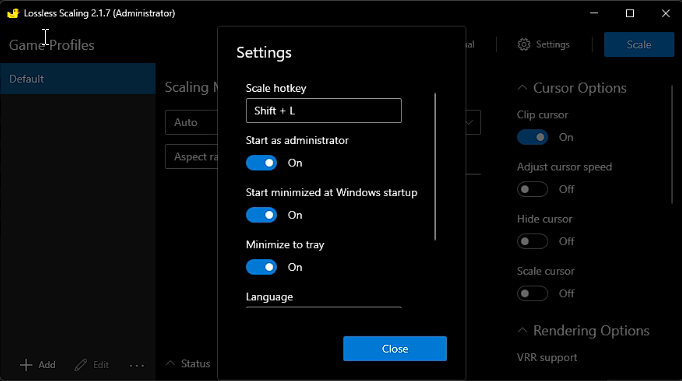 Lossless Scaling 2.1.7 (Administrator)
Game Profiles
Settings
Scale
Default
Scaling M
Auto
Aspect ra
Settings
Scale hotkey
Shift + L
Start as administrator
On
Start minimized at Windows startup
On
Minimize to tray
On
Language
Close
Cursor Options
Clip cursor
On
Adjust cursor speed
Off
Hide cursor
Off
Scale cursor
Off
Rendering Options
VRR support
Add
Edit
...
Status